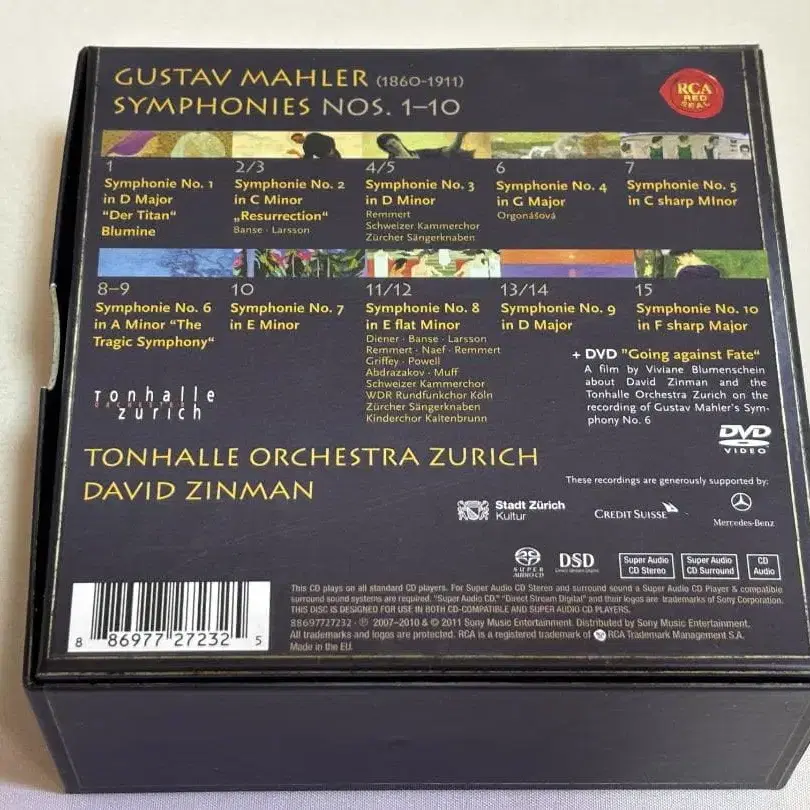 GUSTAV MAHLER (1860-1911)
SYMPHONIES NOS. 1–10
RCA
RED
SEAL
1
Symphonie No. 1
in D Major
"Der Titan"
Blumine
2/3
Symphonie No. 2
in C Minor
„Resurrection“
Banse · Larsson
4/5
Symphonie No. 3
in D Minor
Remmert
Schweizer Kammerchor
Zürcher Sängerknaben
6
Symphonie No. 4
in G Major
Orgonášová
7
Symphonie No. 5
in C sharp MInor
8–9
Symphonie No. 6
in A Minor "The
Tragic Symphony"
10
Symphonie No. 7
in E Minor
11/12
Symphonie No. 8
in E flat Minor
Diener · Banse · Larsson
Remmert · Naef · Remmert
Griffey · Powell
Abdrazakov · Muff
Schweizer Kammerchor
WDR Rundfunkchor Köln
Zürcher Sängerknaben
Kinderchor Kaltenbrunn
13/14
Symphonie No. 9
in D Major
15
Symphonie No. 10
in F sharp Major
+ DVD "Going against Fate"
A film by Viviane Blumenschein
about David Zinman and the
Tonhalle Orchestra Zurich on the
recording of Gustav Mahler's Sym-
phony No. 6
DVD
VIDEO
Tonhalle
ORCHESTER
zürich
TONHALLE ORCHESTRA ZURICH
DAVID ZINMAN
These recordings are generously supported by:
Stadt Zürich
Kultur
CREDIT SUISSE
Mercedes-Benz
SUPER AUDIO CD
DSD
Direct Stream Digital
Super Audio
CD Stereo
Super Audio
CD Surround
CD
Audio
8 86977 27232 5
This CD plays on all standard CD players. For Super Audio CD Stereo and surround sound a Super Audio CD Player & compatible
surround sound systems are required. "Super Audio CD," "Direct Stream Digital" and their logos are trademarks of Sony Corporation.
THIS DISC IS DESIGNED FOR USE IN BOTH CD-COMPATIBLE AND SUPER AUDIO CD PLAYERS.
88697727232 · ℗ 2007–2010 & © 2011 Sony Music Entertainment. Distributed by Sony Music Entertainment.
All trademarks and logos are protected. RCA is a registered trademark of RCA Trademark Management S.A.
Made in the EU.